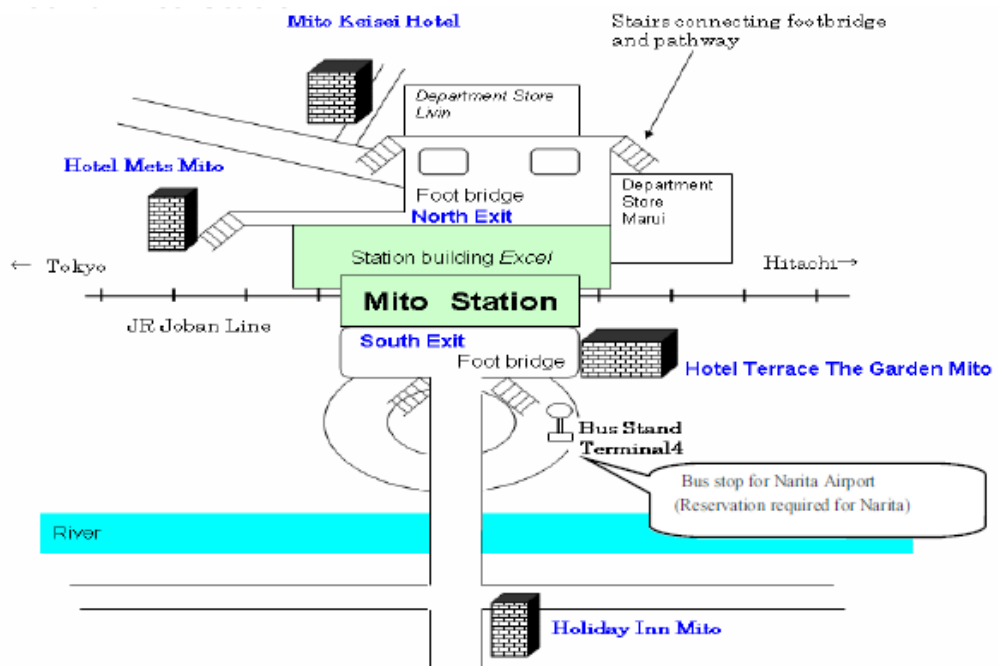 Mito Keisei Hotel
Stairs connecting footbridge
and pathway
Department Store
Livin
Hotel Mets Mito
Foot bridge
North Exit
Department
Store
Marui
Station building Excel
← Tokyo
Hitachi→
Mito Station
JR Joban Line
South Exit
Foot bridge
Hotel Terrace The Garden Mito
Bus Stand
Terminal4
Bus stop for Narita Airport
(Reservation required for Narita)
River
Holiday Inn Mito